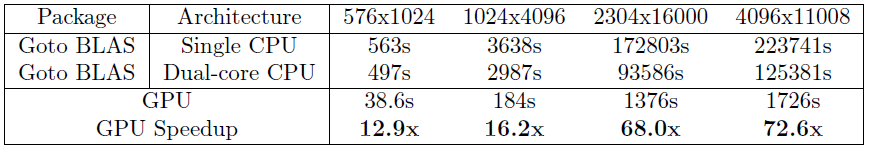 Package Architecture 576x1024 1024x4096 2304x16000 4096x11008
Goto BLAS Single CPU 563s 3638s 172803s 223741s
Goto BLAS Dual-core CPU 497s 2987s 93586s 125381s
GPU 38.6s 184s 1376s 1726s
GPU Speedup 12.9x 16.2x 68.0x 72.6x